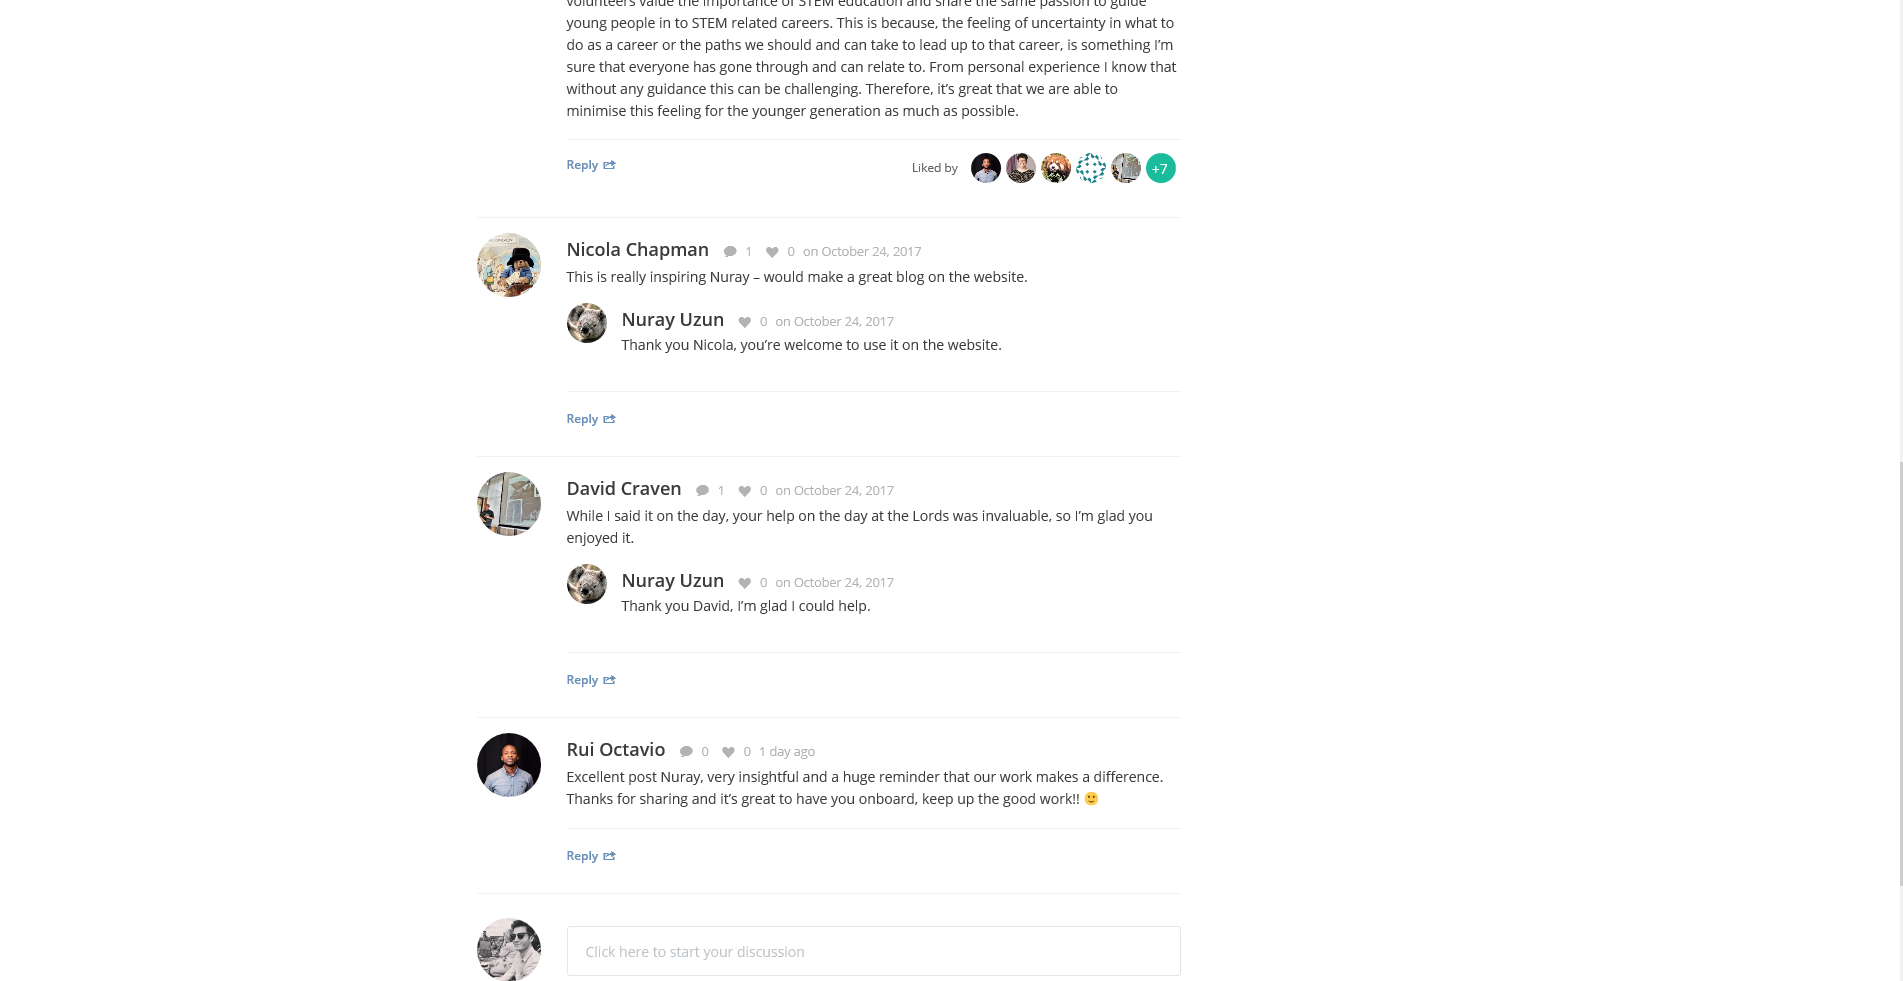 volunteers value the importance of STEM education and share the same passion to guide
young people in to STEM related careers. This is because, the feeling of uncertainty in what to
do as a career or the paths we should and can take to lead up to that career, is something I’m
sure that everyone has gone through and can relate to. From personal experience I know that
without any guidance this can be challenging. Therefore, it’s great that we are able to
minimise this feeling for the younger generation as much as possible.
Reply
Liked by
+7
Nicola Chapman 1 0 on October 24, 2017
This is really inspiring Nuray – would make a great blog on the website.
Nuray Uzun 0 on October 24, 2017
Thank you Nicola, you’re welcome to use it on the website.
Reply
David Craven 1 0 on October 24, 2017
While I said it on the day, your help on the day at the Lords was invaluable, so I’m glad you
enjoyed it.
Nuray Uzun 0 on October 24, 2017
Thank you David, I’m glad I could help.
Reply
Rui Octavio 0 0 1 day ago
Excellent post Nuray, very insightful and a huge reminder that our work makes a difference.
Thanks for sharing and it’s great to have you onboard, keep up the good work!! 🙂
Reply
Click here to start your discussion